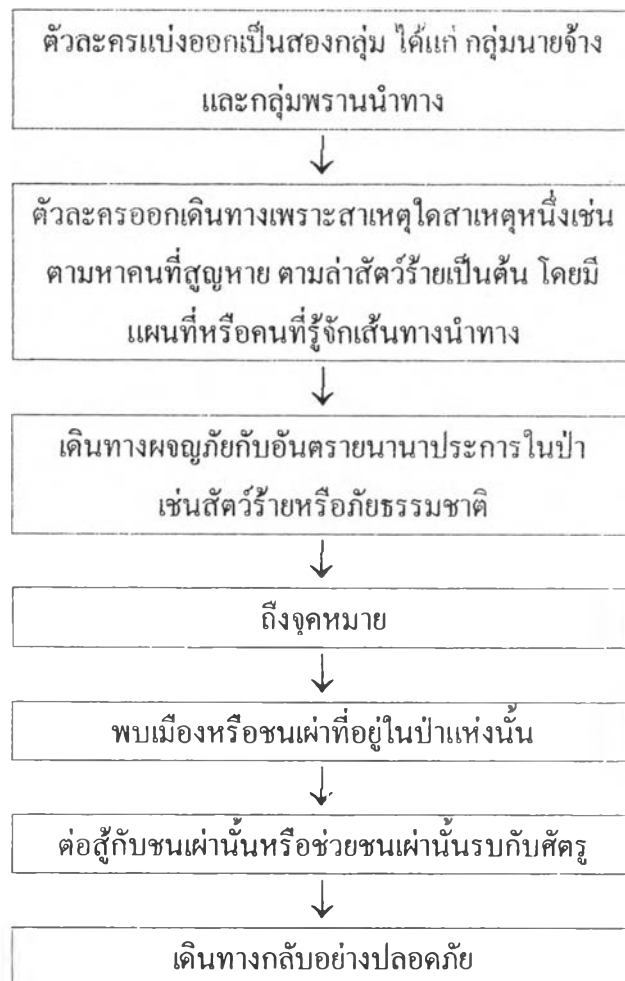 ตัวละครแบ่งออกเป็นสองกลุ่ม ได้แก่ กลุ่มนายจ้าง
และกลุ่มพรานนำทาง
ตัวละครออกเดินทางเพราะสาเหตุใดสาเหตุหนึ่งเช่น
ตามหาคนที่สูญหาย ตามล่าสัตว์ร้ายเป็นต้น โดยมี
แผนที่หรือคนที่รู้จักเส้นทางนำทาง
เดินทางผจญภัยกับอันตรายนานาประการในป่า
เช่นสัตว์ร้ายหรือภัยธรรมชาติ
ถึงจุดหมาย
พบเมืองหรือชนเผ่าที่อยู่ในป่าแห่งนั้น
ต่อสู้กับชนเผ่านั้นหรือช่วยชนเผ่านั้นรบกับศัตรู
เดินทางกลับอย่างปลอดภัย